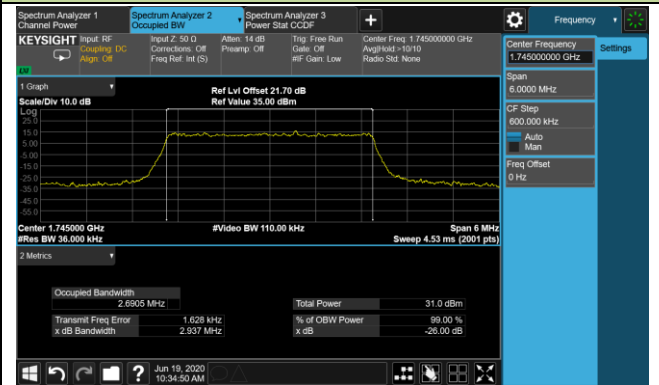 Spectrum Analyzer 1
Channel Power
Spectrum Analyzer 2
Occupied BW
Spectrum Analyzer 3
Power Stat CCDF
Frequency
KEYSIGHT
Input: RF
Coupling: DC
Align: Off
Input Z: 50 Ω
Corrections: Off
Freq Ref: Int (S)
Atten: 14 dB
Preamp: Off
Trig: Free Run
Gate: Off
#IF Gain: Low
Center Freq: 1.745000000 GHz
Avg|Hold:>10/10
Radio Std: None
Center Frequency
1.745000000 GHz
Settings
Span
6.0000 MHz
CF Step
600.000 kHz
Auto
Man
Freq Offset
0 Hz
1 Graph
Scale/Div 10.0 dB
Ref Lvl Offset 21.70 dB
Ref Value 35.00 dBm
Log
25.0
15.0
5.00
-5.00
-15.0
-25.0
-35.0
-45.0
-55.0
Center 1.745000 GHz
#Video BW 110.00 kHz
Span 6 MHz
#Res BW 36.000 kHz
Sweep 4.53 ms (2001 pts)
2 Metrics
Occupied Bandwidth
2.6905 MHz
Total Power 31.0 dBm
Transmit Freq Error 1.628 kHz
% of OBW Power 99.00 %
x dB Bandwidth 2.937 MHz
x dB -26.00 dB
?
Jun 19, 2020
10:34:50 AM